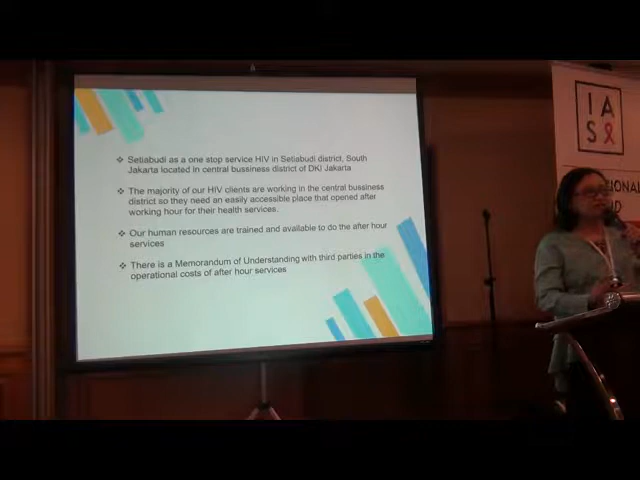 Setiabudi as a one stop service HIV in Setiabudi district, South
Jakarta located in central bussiness district of DKI Jakarta
The majority of our HIV clients are working in the central bussiness
district so they need an easily accessible place that opened after
working hour for their health services.
Our human resources are trained and available to do the after hour
services
There is a Memorandum of Understanding with third parties in the
operational costs of after hour services
IA
S